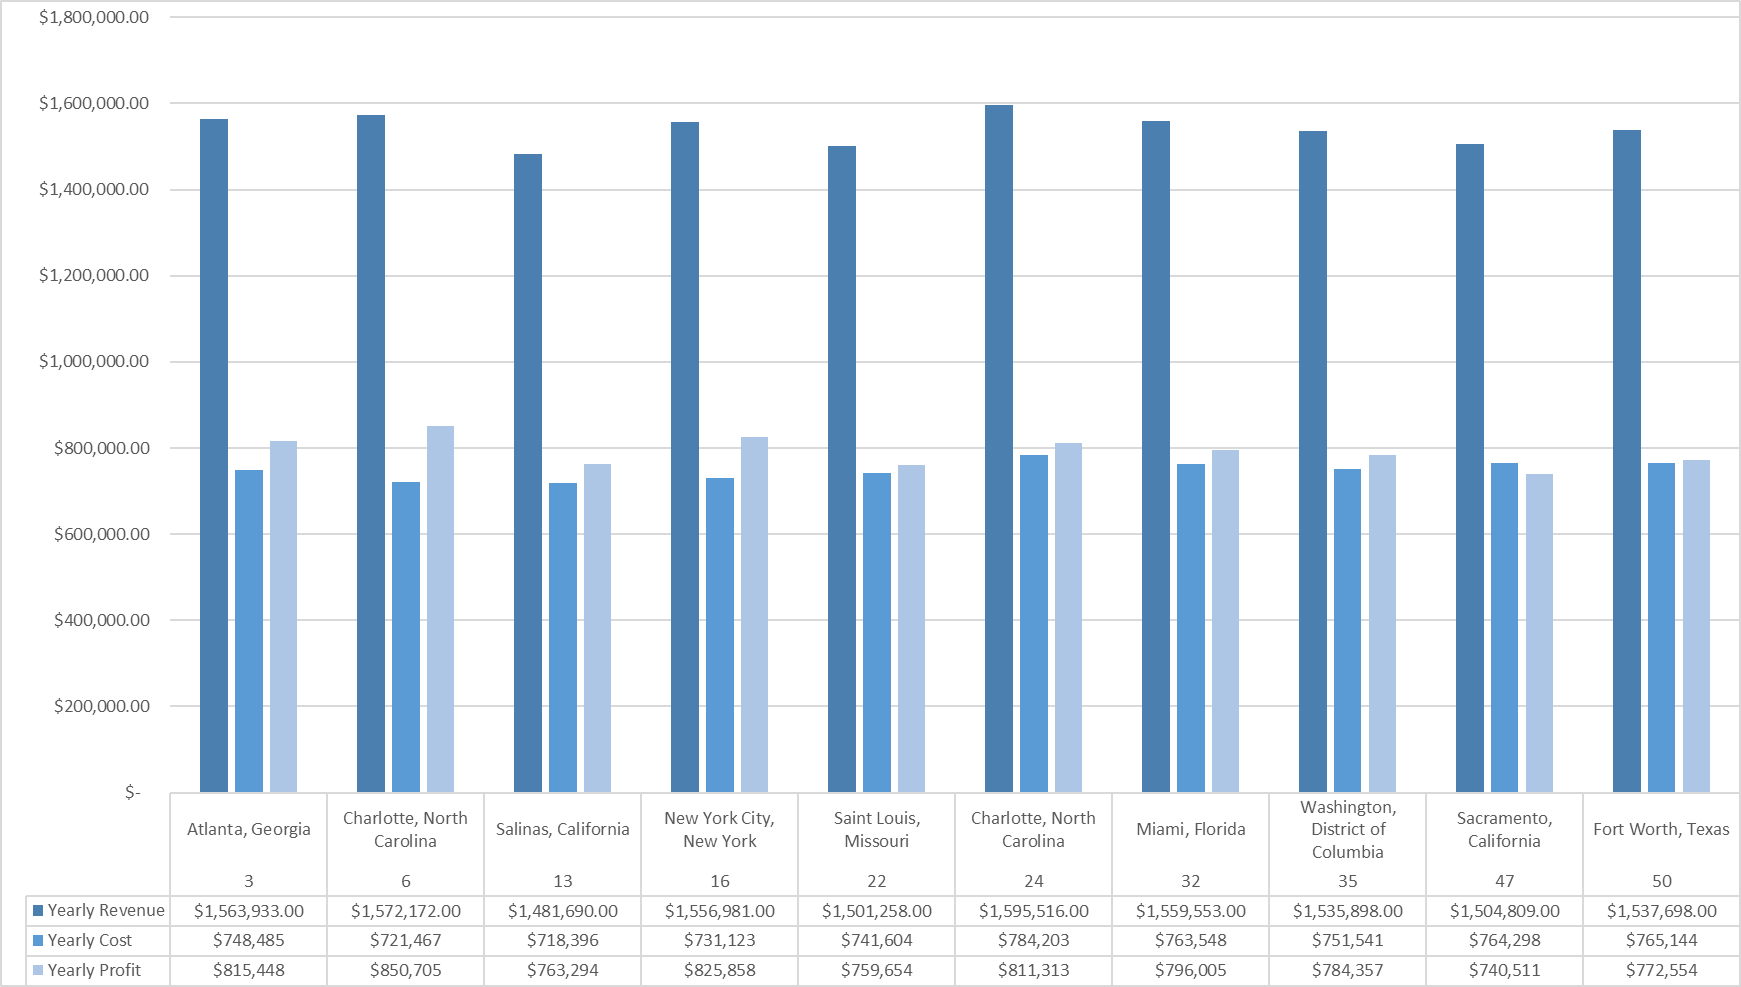 $1,800,000.00
$1,600,000.00
$1,400,000.00
$1,200,000.00
$1,000,000.00
$800,000.00
$600,000.00
$400,000.00
$200,000.00
$-
Atlanta, Georgia
Charlotte, North
Carolina
Salinas, California
New York City,
New York
Saint Louis,
Missouri
Charlotte, North
Carolina
Miami, Florida
Washington,
District of
Columbia
Sacramento,
California
Fort Worth, Texas
3 6 13 16 22 24 32 35 47 50
Yearly Revenue $1,563,933.00 $1,572,172.00 $1,481,690.00 $1,556,981.00 $1,501,258.00 $1,595,516.00 $1,559,553.00 $1,535,898.00 $1,504,809.00 $1,537,698.00
Yearly Cost $748,485 $721,467 $718,396 $731,123 $741,604 $784,203 $763,548 $751,541 $764,298 $765,144
Yearly Profit $815,448 $850,705 $763,294 $825,858 $759,654 $811,313 $796,005 $784,357 $740,511 $772,554